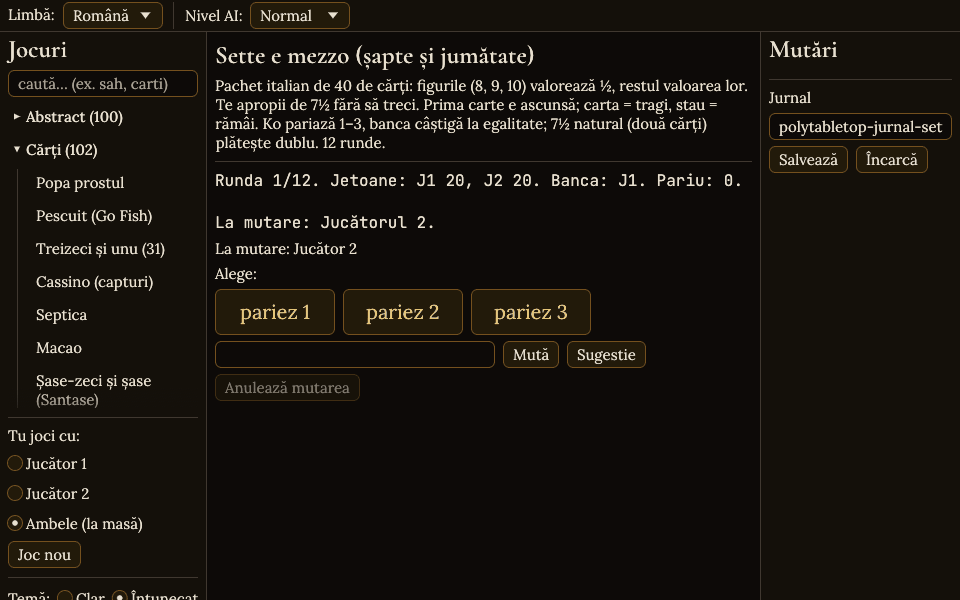 Limbă: Română ▼ Nivel AI: Normal ▼
Jocuri
caută... (ex. sah, carti)
▸ Abstract (100)
▾ Cărți (102)
Popa prostul
Pescuit (Go Fish)
Treizeci și unu (31)
Cassino (capturi)
Septica
Macao
Șase-zeci și șase
(Santase)
Tu joci cu:
Jucător 1
Jucător 2
Ambele (la masă)
Joc nou
Temă: Clar Întunecat
Sette e mezzo (șapte și jumătate)
Pachet italian de 40 de cărți: figurile (8, 9, 10) valorează ½, restul valoarea lor.
Te apropii de 7½ fără să treci. Prima carte e ascunsă; carta = tragi, stau =
rămâi. Ko pariază 1–3, banca câștigă la egalitate; 7½ natural (două cărți)
plătește dublu. 12 runde.
Runda 1/12. Jetoane: J1 20, J2 20. Banca: J1. Pariu: 0.
La mutare: Jucătorul 2.
La mutare: Jucător 2
Alege:
pariez 1 pariez 2 pariez 3
Mută Sugestie
Anulează mutarea
Mutări
Jurnal
polytabletop-jurnal-set
Salvează Încarcă